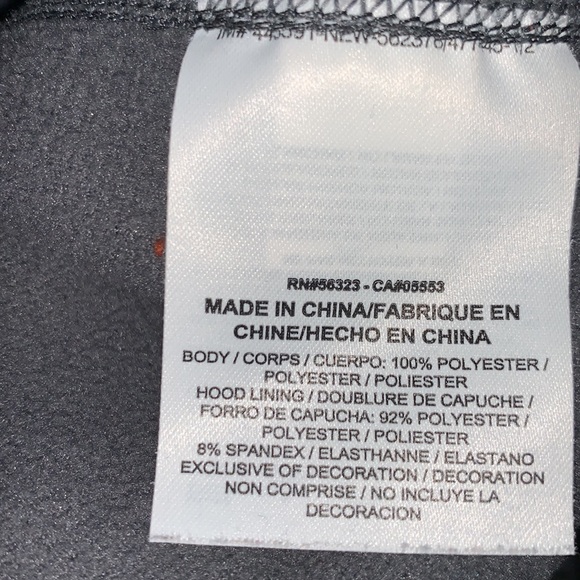 RN#56323 - CA#05553
MADE IN CHINA/FABRIQUE EN
CHINE/HECHO EN CHINA
BODY / CORPS / CUERPO: 100% POLYESTER /
POLYESTER / POLIESTER
HOOD LINING / DOUBLURE DE CAPUCHE /
FORRO DE CAPUCHA: 92% POLYESTER /
POLYESTER / POLIESTER
8% SPANDEX / ELASTHANNE / ELASTANO
EXCLUSIVE OF DECORATION / DECORATION
NON COMPRISE / NO INCLUYE LA
DECORACION